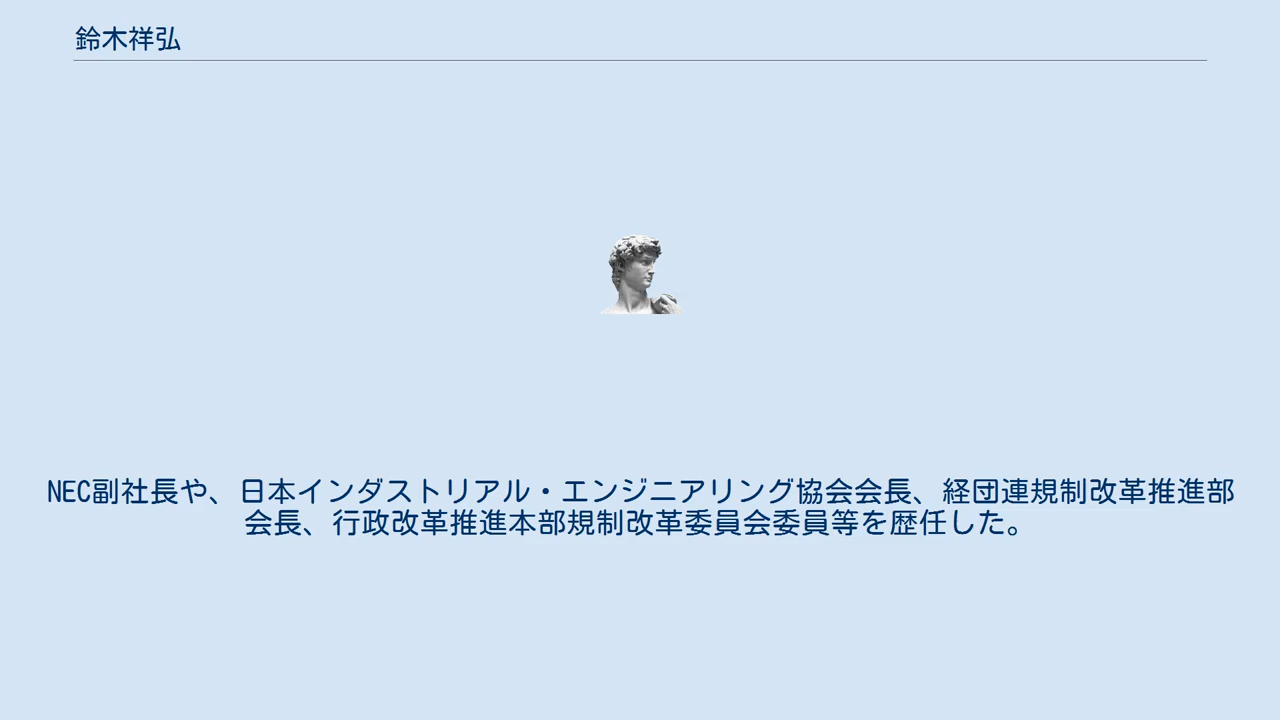 鈴木祥弘
NEC副社長や、日本インダストリアル・エンジニアリング協会会長、経団連規制改革推進部
会長、行政改革推進本部規制改革委員会委員等を歴任した。